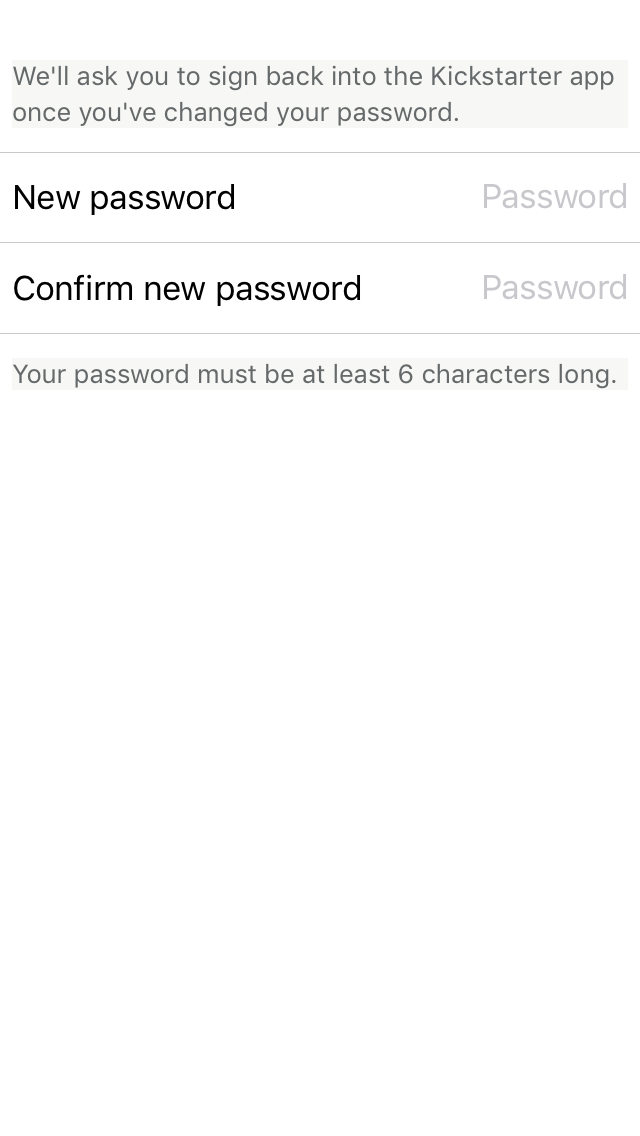 We'll ask you to sign back into the Kickstarter app
once you've changed your password.
New password
Password
Confirm new password
Password
Your password must be at least 6 characters long.